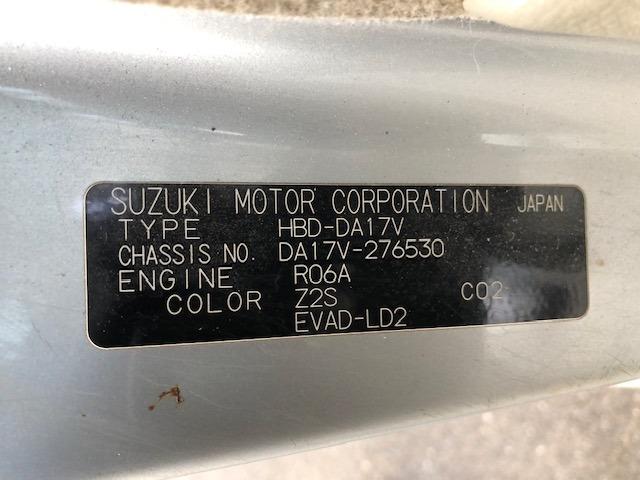 SUZUKI MOTOR CORPORATION JAPAN
TYPE HBD-DA17V
CHASSIS NO. DA17V-276530
ENGINE R06A
COLOR Z2S C02
EVAD-LD2